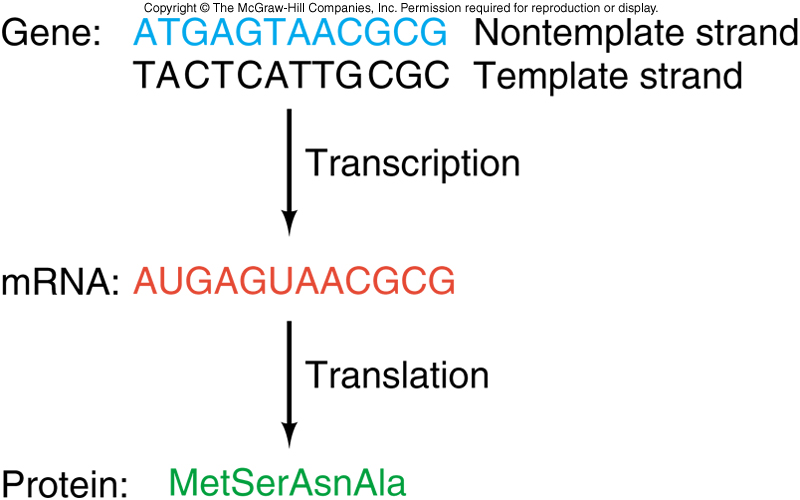 Copyright © The McGraw-Hill Companies, Inc. Permission required for reproduction or display.
Gene: ATGAGTAACGCG Nontemplate strand
TACTCATTGCGC Template strand
Transcription
mRNA: AUGAGUAACGCG
Translation
Protein: MetSerAsnAla